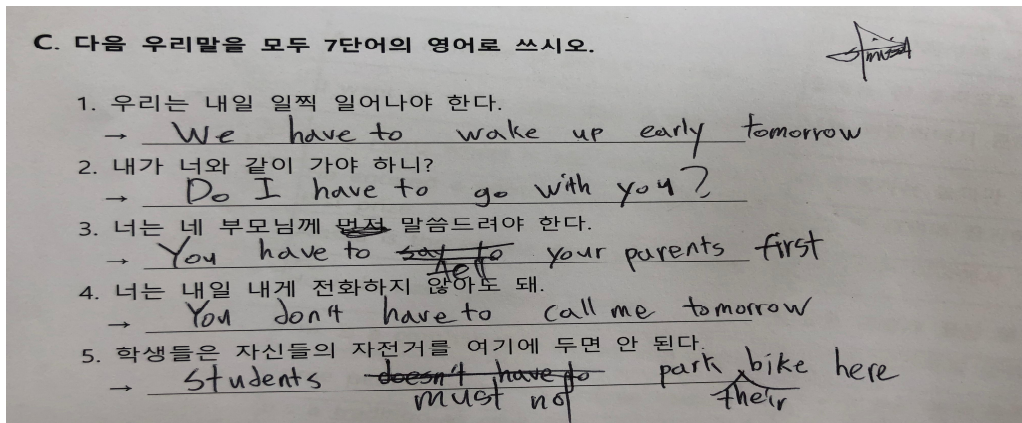 C. 다음 우리말을 모두 7단어의 영어로 쓰시오.
1. 우리는 내일 일찍 일어나야 한다.
→ We have to wake up early tomorrow
2. 내가 너와 같이 가야 하니?
→ Do I have to go with you?
3. 너는 네 부모님께 먼저 말씀드려야 한다.
→ You have to say to your parents first
tell
4. 너는 내일 내게 전화하지 않아도 돼.
→ You don't have to call me tomorrow
5. 학생들은 자신들의 자전거를 여기에 두면 안 된다.
→ students doesn't have to park bike here
must not their